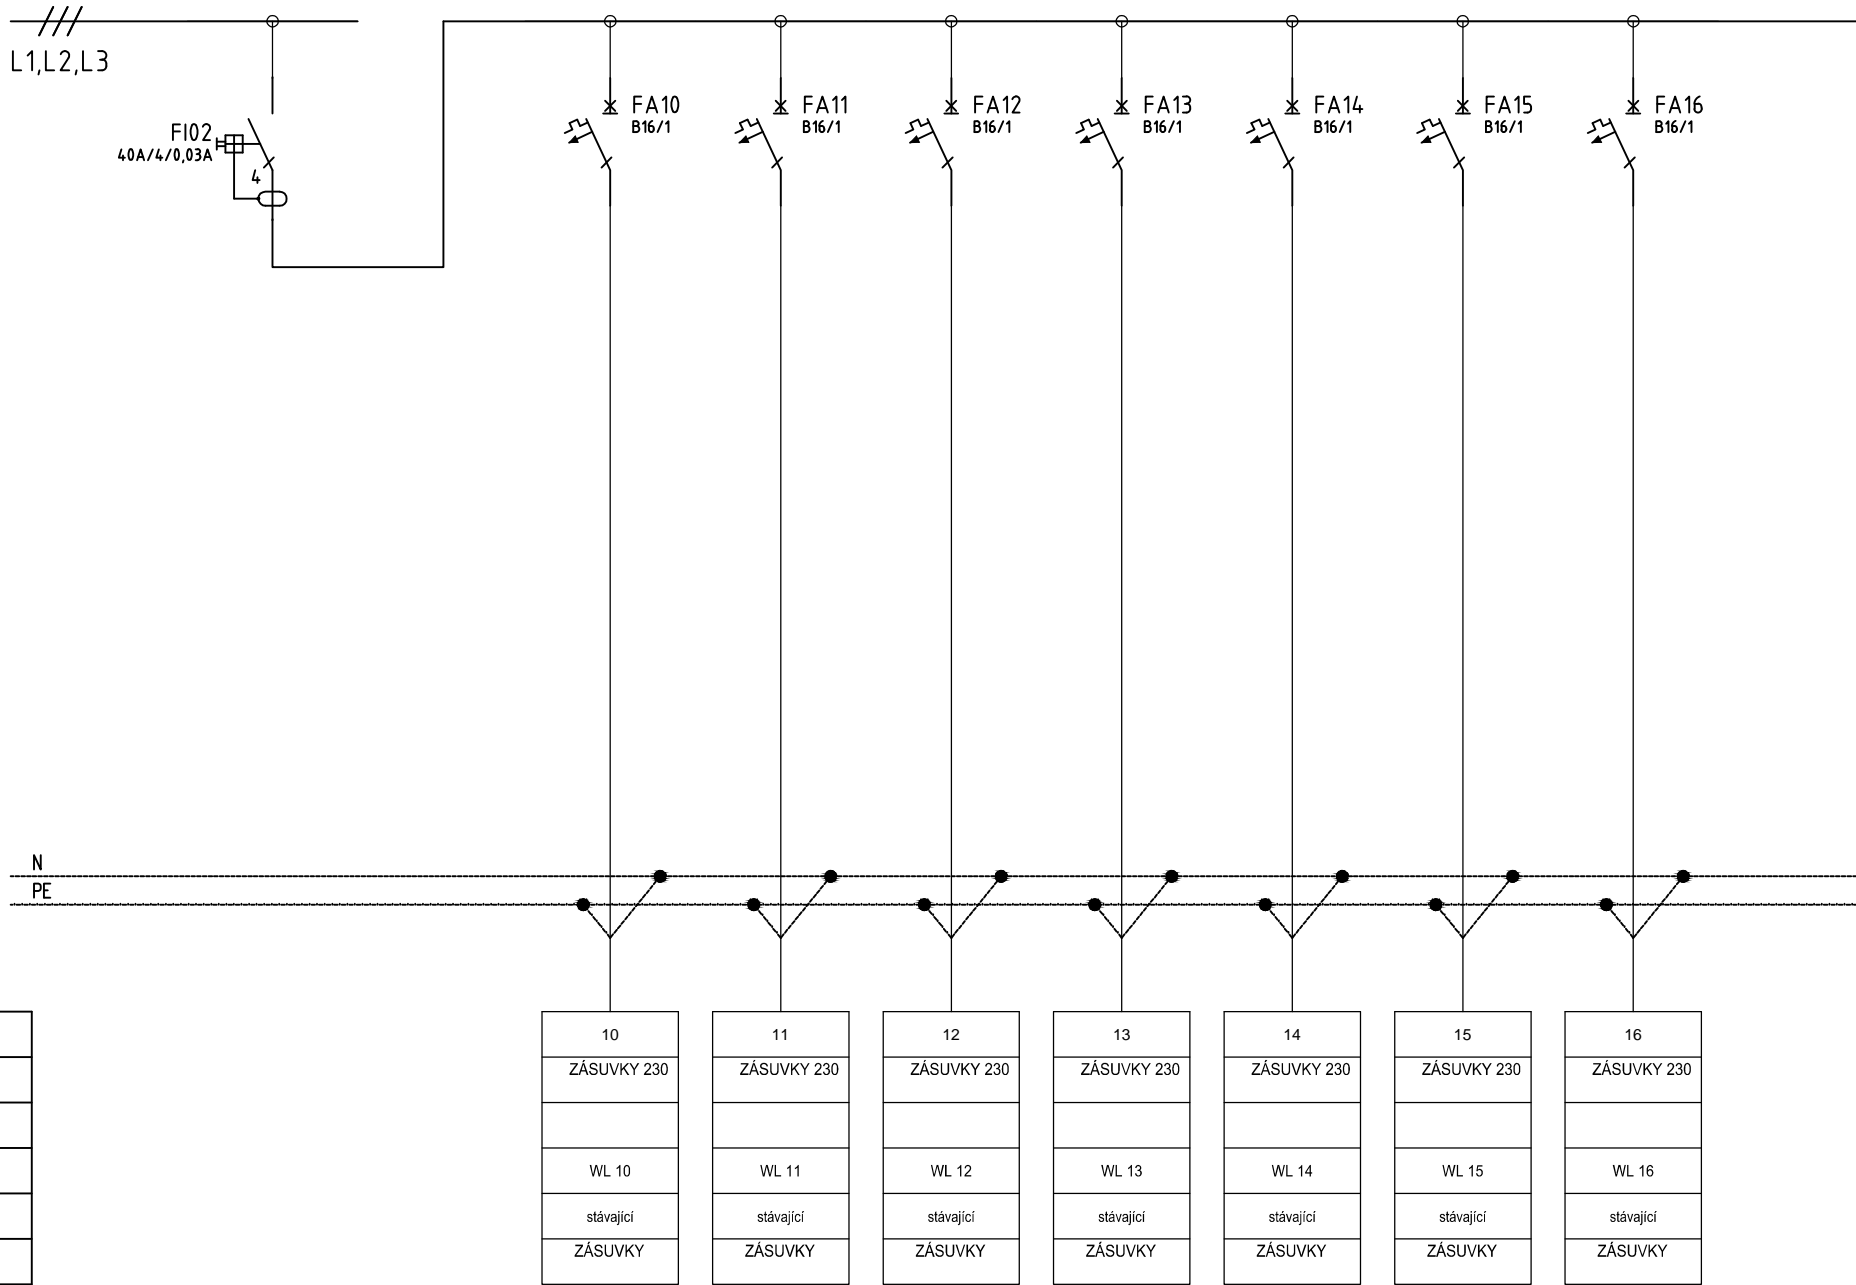 L1,L2,L3
FI02
40A/4/0,03A
4
FA10
B16/1
FA11
B16/1
FA12
B16/1
FA13
B16/1
FA14
B16/1
FA15
B16/1
FA16
B16/1
N
PE
10 11 12 13 14 15 16
ZÁSUVKY 230 ZÁSUVKY 230 ZÁSUVKY 230 ZÁSUVKY 230 ZÁSUVKY 230 ZÁSUVKY 230 ZÁSUVKY 230
WL 10 WL 11 WL 12 WL 13 WL 14 WL 15 WL 16
stávající stávající stávající stávající stávající stávající stávající
ZÁSUVKY ZÁSUVKY ZÁSUVKY ZÁSUVKY ZÁSUVKY ZÁSUVKY ZÁSUVKY